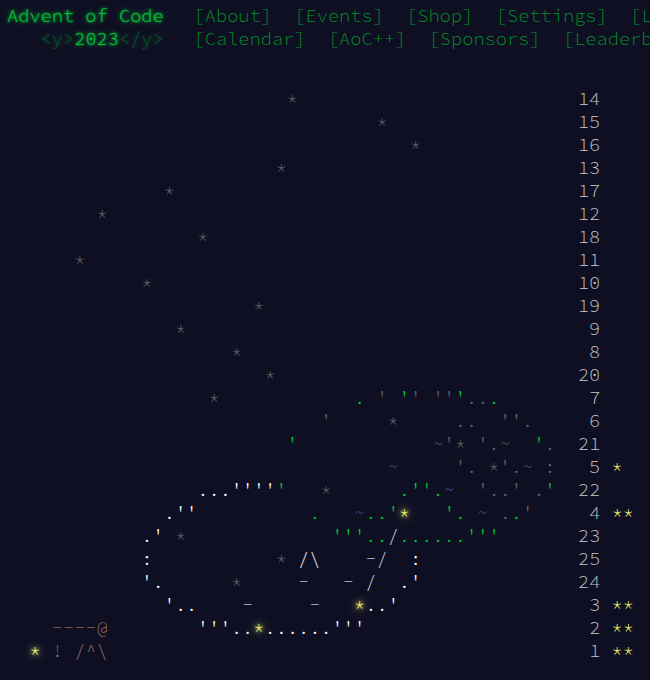 Advent of Code [About] [Events] [Shop] [Settings] [L
<y>2023</y> [Calendar] [AoC++] [Sponsors] [Leaderb
* 14
* 15
* 16
* 13
* 17
* 12
* 18
* 11
* 10
* 19
* 9
* 8
* 20
* . ' '' '''... 7
' * .. ''. 6
' ~'* '.~ '. 21
~ '. *'.~ : 5 *
...''''' * .''.~ '..' .' 22
.'' . ~..'* '. ~ ..' 4 **
.' * '''../......''' 23
: * /\ -/ : 25
'. * - - / .' 24
'.. - - *..' 3 **
----@ '''..*......''' 2 **
* ! /^\ 1 **